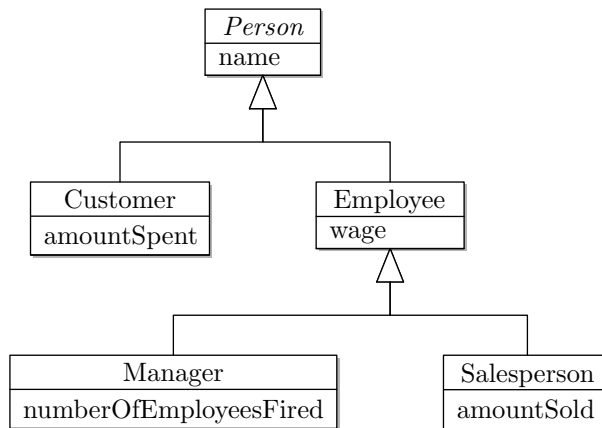 Person
name
Customer
amountSpent
Employee
wage
Manager
numberOfEmployeesFired
Salesperson
amountSold